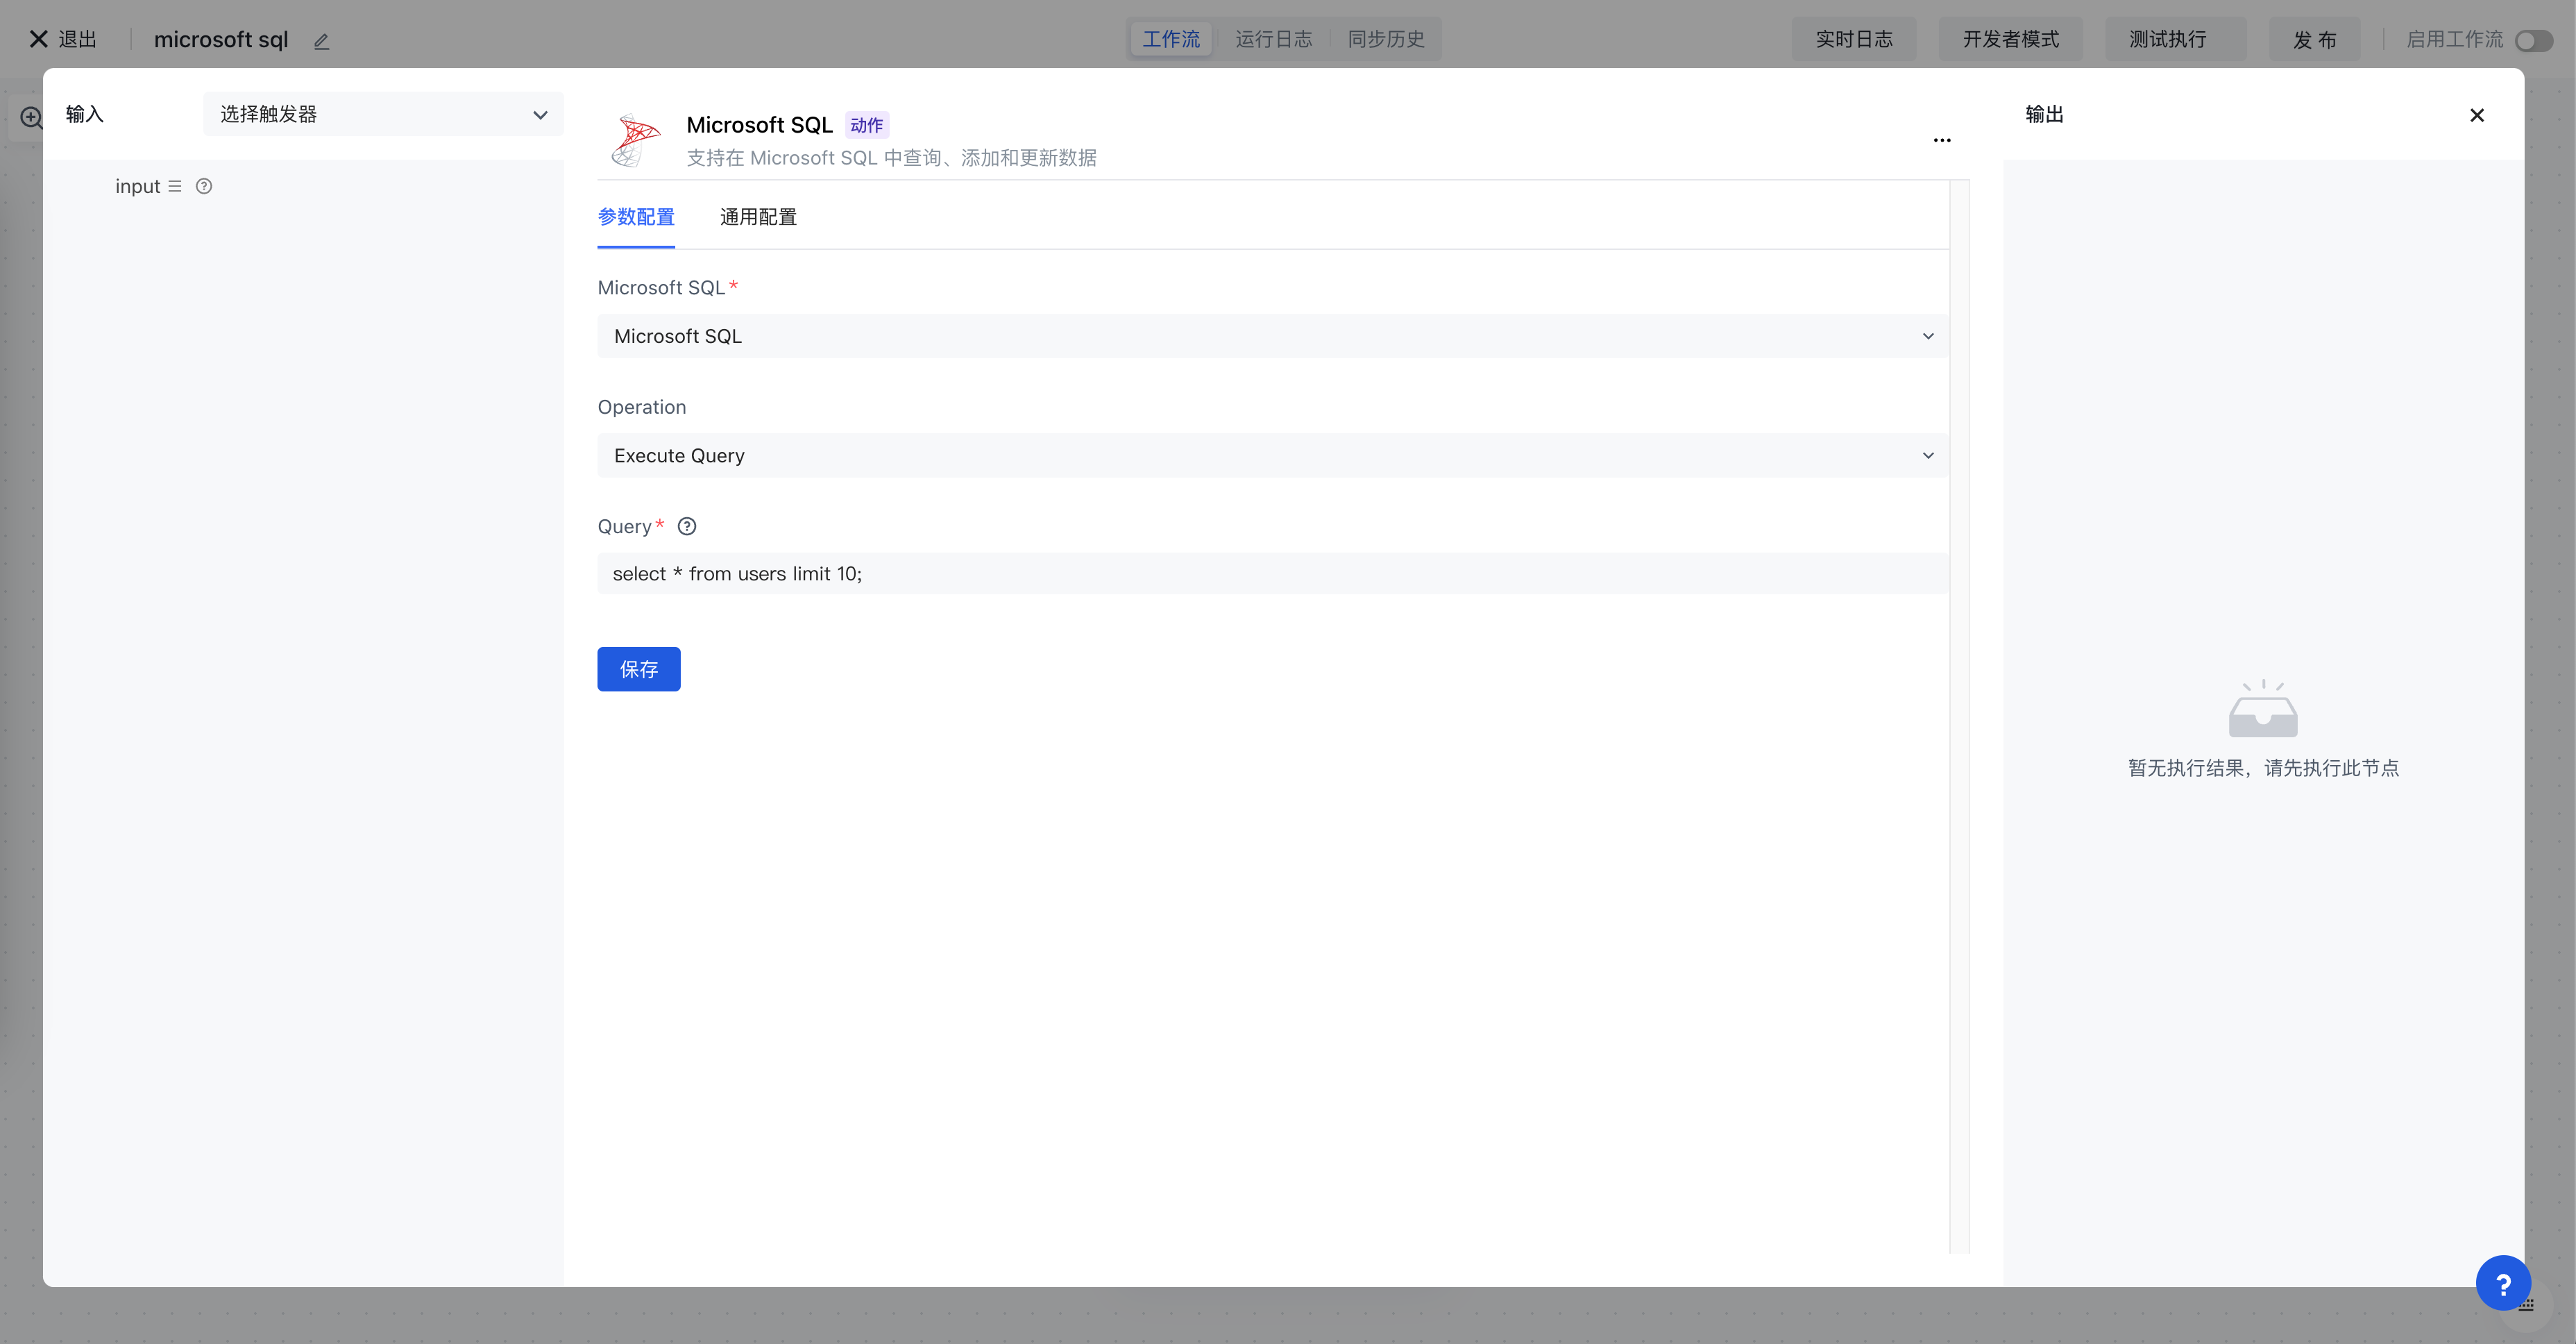 退出
microsoft sql
工作流
运行日志
同步历史
实时日志
开发者模式
测试执行
发 布
启用工作流
输入
选择触发器
input
Microsoft SQL 动作
支持在 Microsoft SQL 中查询、添加和更新数据
参数配置
通用配置
Microsoft SQL*
Microsoft SQL
Operation
Execute Query
Query*
select * from users limit 10;
保存
输出
暂无执行结果，请先执行此节点